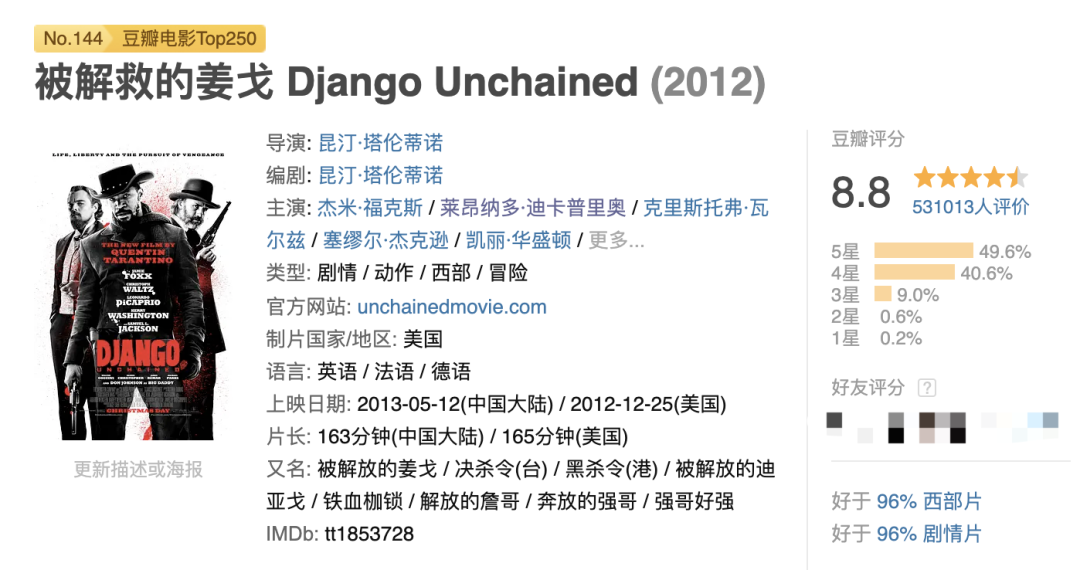 No.144 豆瓣电影Top250
被解救的姜戈 Django Unchained (2012)
LIFE, LIBERTY AND THE PURSUIT OF VENGEANCE
THE NEW FILM BY
QUENTIN
TARANTINO
JAMIE
FOXX
CHRISTOPH
WALTZ
LEONARDO
DiCAPRIO
KERRY
WASHINGTON
SAMUEL L.
JACKSON
DJANGO
UNCHAINED
AND DON JOHNSON AS BIG DADDY
CHRISTMAS DAY
更新描述或海报
导演: 昆汀·塔伦蒂诺
编剧: 昆汀·塔伦蒂诺
主演: 杰米·福克斯 / 莱昂纳多·迪卡普里奥 / 克里斯托弗·瓦
尔兹 / 塞缪尔·杰克逊 / 凯丽·华盛顿 / 更多...
类型: 剧情 / 动作 / 西部 / 冒险
官方网站: unchainedmovie.com
制片国家/地区: 美国
语言: 英语 / 法语 / 德语
上映日期: 2013-05-12(中国大陆) / 2012-12-25(美国)
片长: 163分钟(中国大陆) / 165分钟(美国)
又名: 被解放的姜戈 / 决杀令(台) / 黑杀令(港) / 被解放的迪
亚戈 / 铁血枷锁 / 解放的詹哥 / 奔放的强哥 / 强哥好强
IMDb: tt1853728
豆瓣评分
8.8
531013人评价
5星 49.6%
4星 40.6%
3星 9.0%
2星 0.6%
1星 0.2%
好友评分 ?
好于 96% 西部片
好于 96% 剧情片